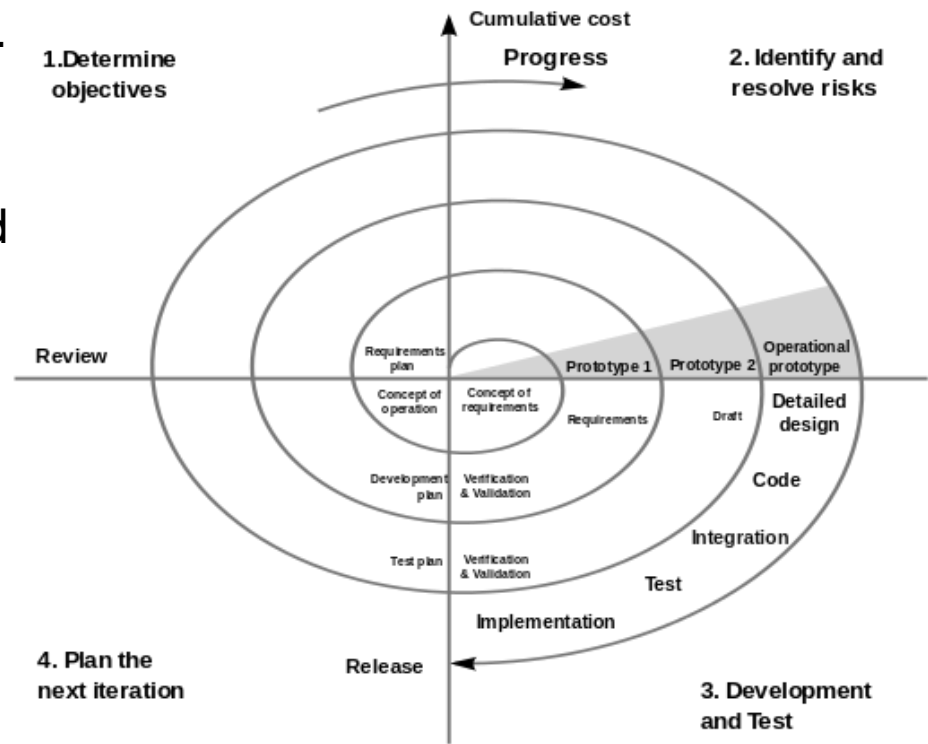 Cumulative cost
1.Determine
objectives
Progress
2. Identify and
resolve risks
Review
Requirements
plan
Prototype 1
Prototype 2
Operational
prototype
Concept of
operation
Concept of
requirements
Requirements
Draft
Detailed
design
Development
plan
Verification
& Validation
Code
Integration
Test plan
Verification
& Validation
Test
Implementation
4. Plan the
next iteration
Release
3. Development
and Test